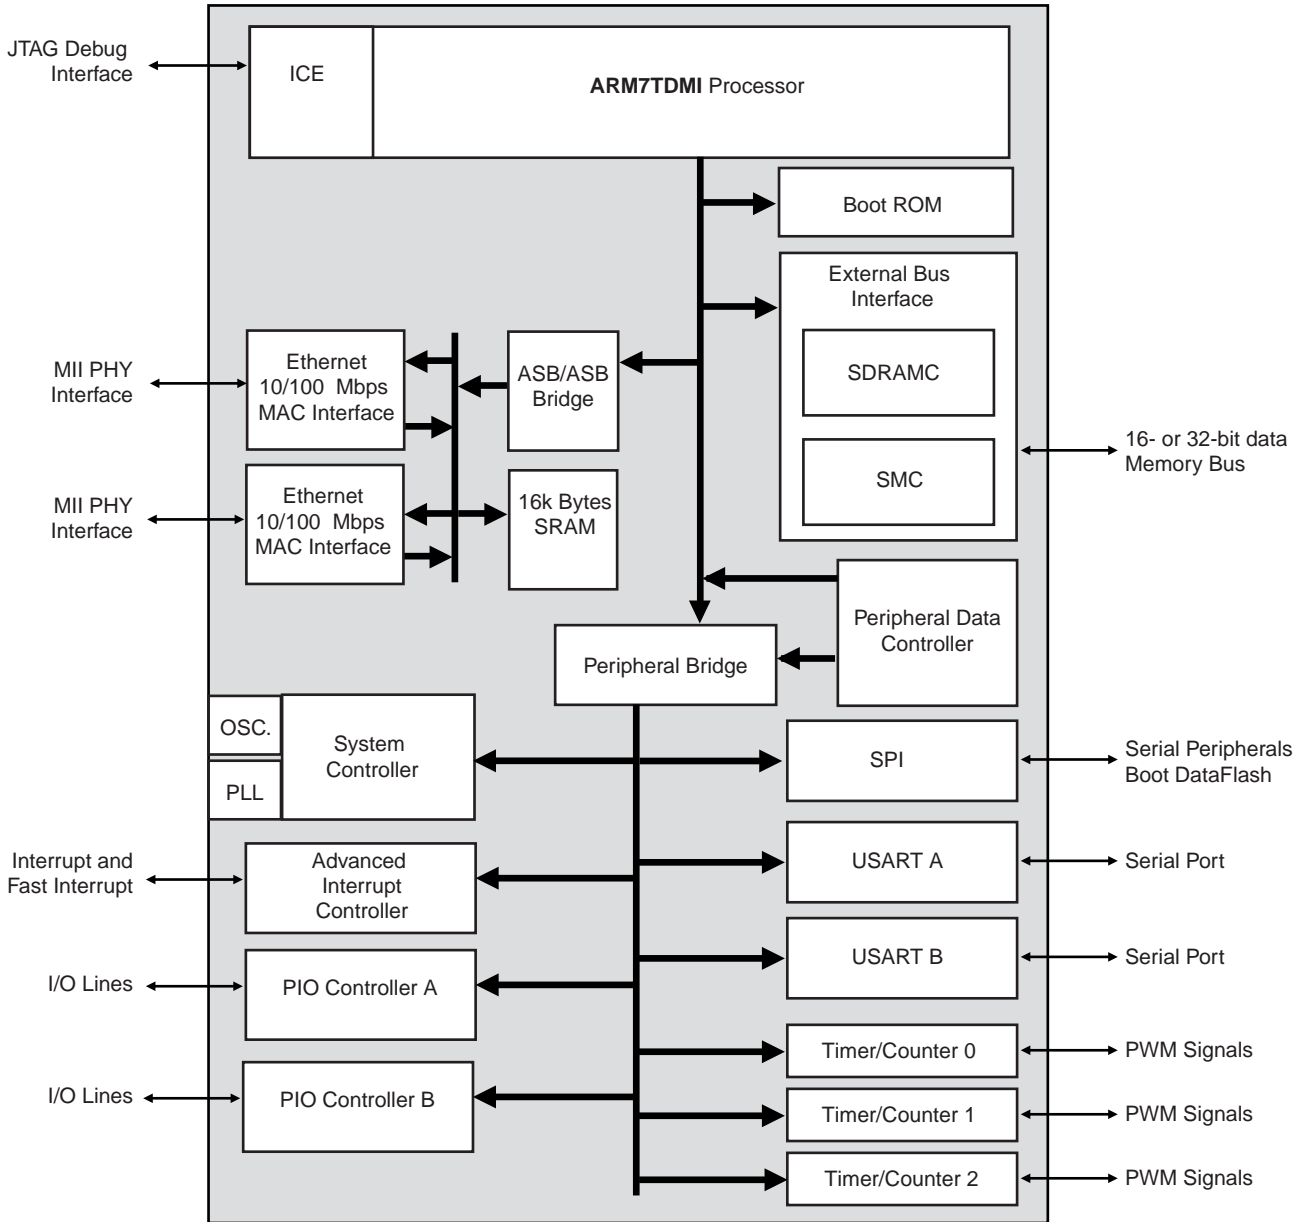 JTAG Debug
Interface
ICE
ARM7TDMI Processor
Boot ROM
External Bus
Interface
SDRAMC
SMC
16- or 32-bit data
Memory Bus
MII PHY
Interface
Ethernet
10/100 Mbps
MAC Interface
ASB/ASB
Bridge
MII PHY
Interface
Ethernet
10/100 Mbps
MAC Interface
16k Bytes
SRAM
Peripheral Data
Controller
Peripheral Bridge
OSC.
PLL
System
Controller
SPI
Serial Peripherals
Boot DataFlash
Interrupt and
Fast Interrupt
Advanced
Interrupt
Controller
USART A
Serial Port
I/O Lines
PIO Controller A
USART B
Serial Port
I/O Lines
PIO Controller B
Timer/Counter 0
PWM Signals
Timer/Counter 1
PWM Signals
Timer/Counter 2
PWM Signals